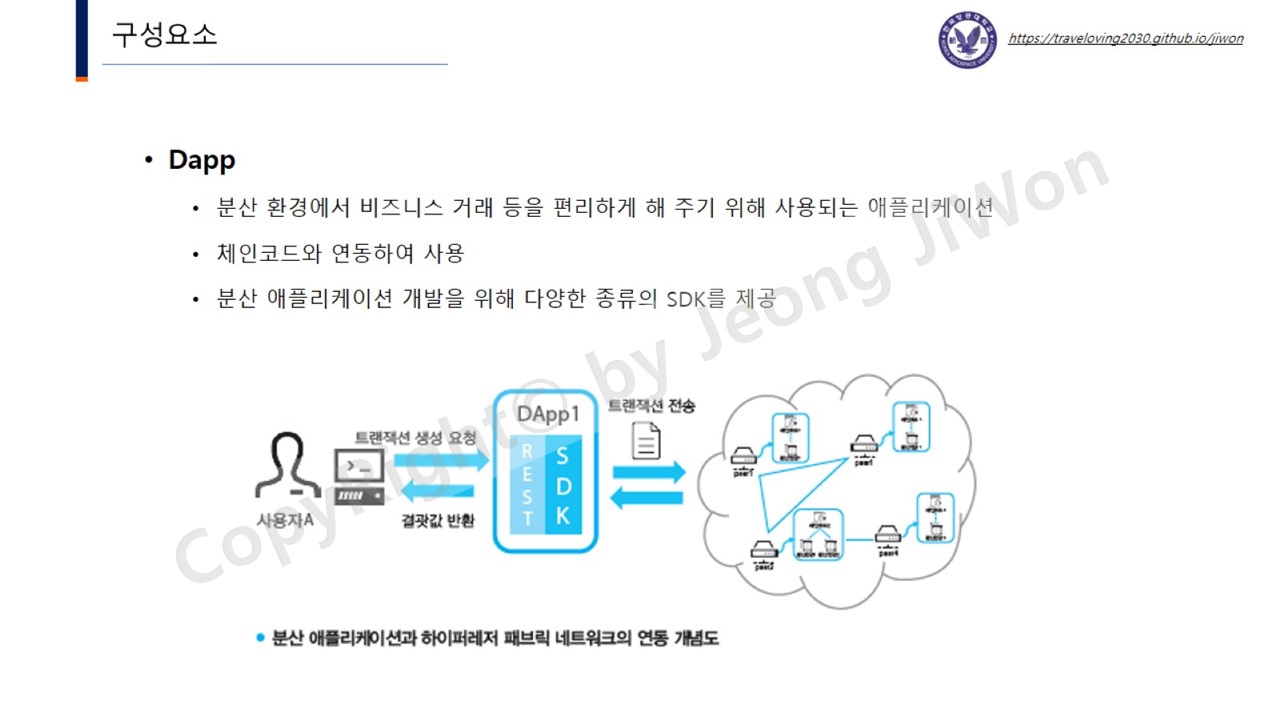 구성요소
https://traveloving2030.github.io/jiwon
• Dapp
• 분산 환경에서 비즈니스 거래 등을 편리하게 해 주기 위해 사용되는 애플리케이션
• 체인코드와 연동하여 사용
• 분산 애플리케이션 개발을 위해 다양한 종류의 SDK를 제공
Copyright© by Jeong JiWon
트랜잭션 생성 요청
결괏값 반환
사용자A
DApp1
REST
SDK
트랜잭션 전송
• 분산 애플리케이션과 하이퍼레저 패브릭 네트워크의 연동 개념도